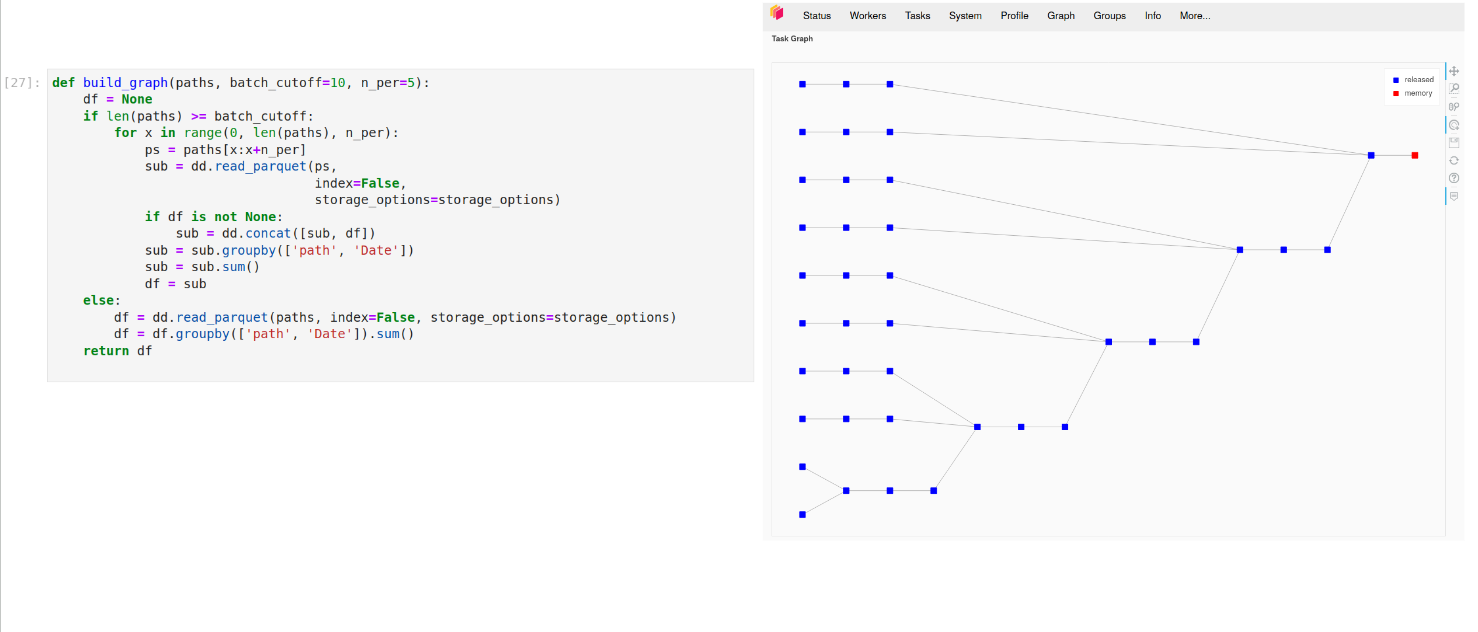 [27]:
def build_graph(paths, batch_cutoff=10, n_per=5):
    df = None
    if len(paths) >= batch_cutoff:
        for x in range(0, len(paths), n_per):
            ps = paths[x:x+n_per]
            sub = dd.read_parquet(ps,
                                  index=False,
                                  storage_options=storage_options)
            if df is not None:
                sub = dd.concat([sub, df])
            sub = sub.groupby(['path', 'Date'])
            sub = sub.sum()
            df = sub
    else:
        df = dd.read_parquet(paths, index=False, storage_options=storage_options)
        df = df.groupby(['path', 'Date']).sum()
    return df
Status Workers Tasks System Profile Graph Groups Info More...
Task Graph
released
memory